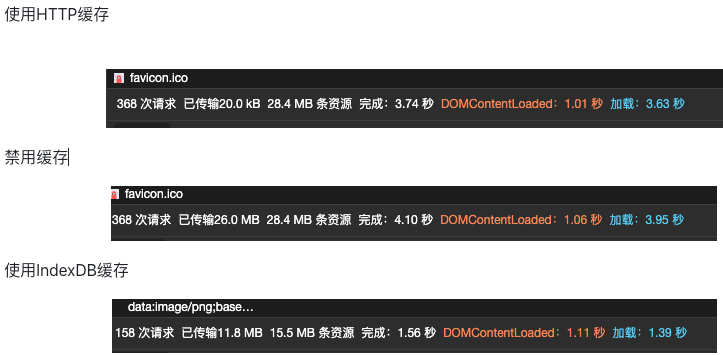 使用HTTP缓存
favicon.ico
368 次请求 已传输20.0 kB 28.4 MB 条资源 完成：3.74 秒 DOMContentLoaded：1.01 秒 加载：3.63 秒
禁用缓存
favicon.ico
368 次请求 已传输26.0 MB 28.4 MB 条资源 完成：4.10 秒 DOMContentLoaded：1.06 秒 加载：3.95 秒
使用IndexDB缓存
data:image/png;base…
158 次请求 已传输11.8 MB 15.5 MB 条资源 完成：1.56 秒 DOMContentLoaded：1.11 秒 加载：1.39 秒